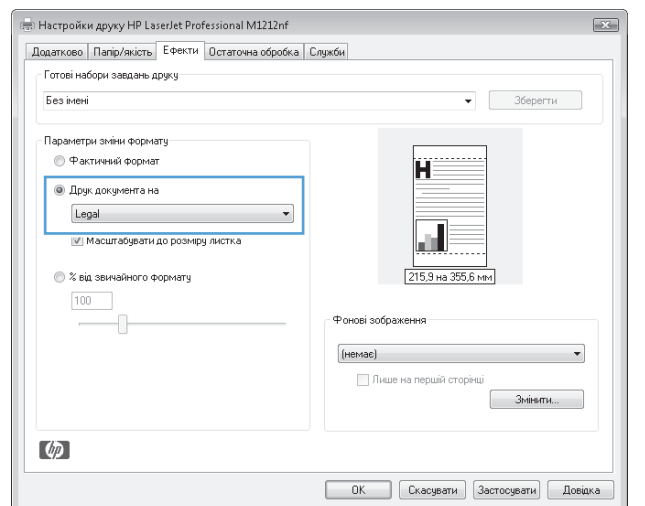 Настройки друку HP LaserJet Professional M1212nf
Додатково Папір/якість Ефекти Остаточна обробка Служби
Готові набори завдань друку
Без імені
Зберегти
Параметри зміни формату
Фактичний формат
Друк документа на
Legal
Масштабувати до розміру листка
% від звичайного формату
100
H
215,9 на 355,6 мм
Фонові зображення
(немає)
Лише на першій сторінці
Змінити...
hp
OK Скасувати Застосувати Довідка